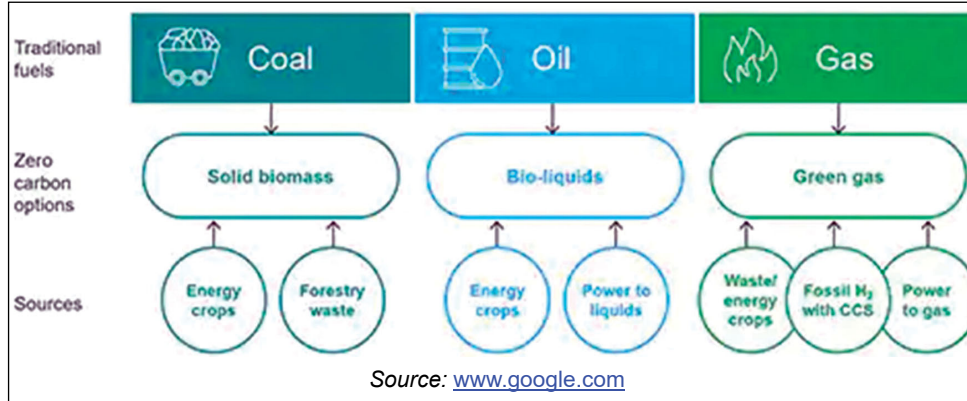 Traditional
fuels
Coal
Oil
Gas
Zero
carbon
options
Solid biomass
Bio-liquids
Green gas
Sources
Energy
crops
Forestry
waste
Energy
crops
Power to
liquids
Waste/
energy
crops
Fossil H₂
with CCS
Power
to gas
Source: www.google.com